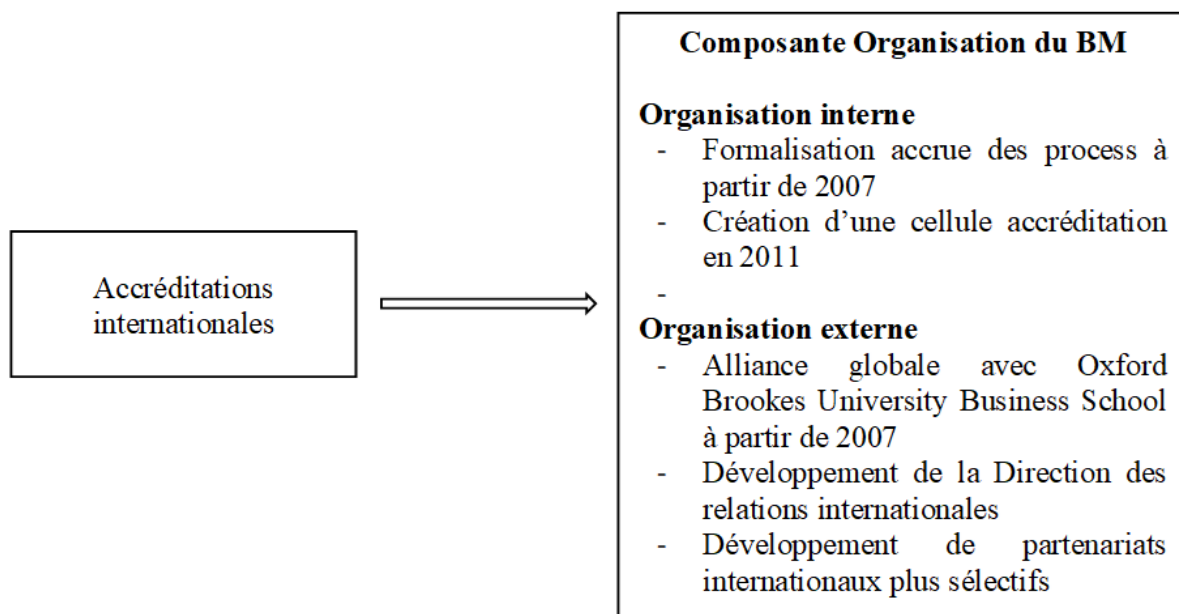 Accréditations
internationales
Composante Organisation du BM
Organisation interne
- Formalisation accrue des process à
partir de 2007
- Création d'une cellule accréditation
en 2011
-
Organisation externe
- Alliance globale avec Oxford
Brookes University Business School
à partir de 2007
- Développement de la Direction des
relations internationales
- Développement de partenariats
internationaux plus sélectifs